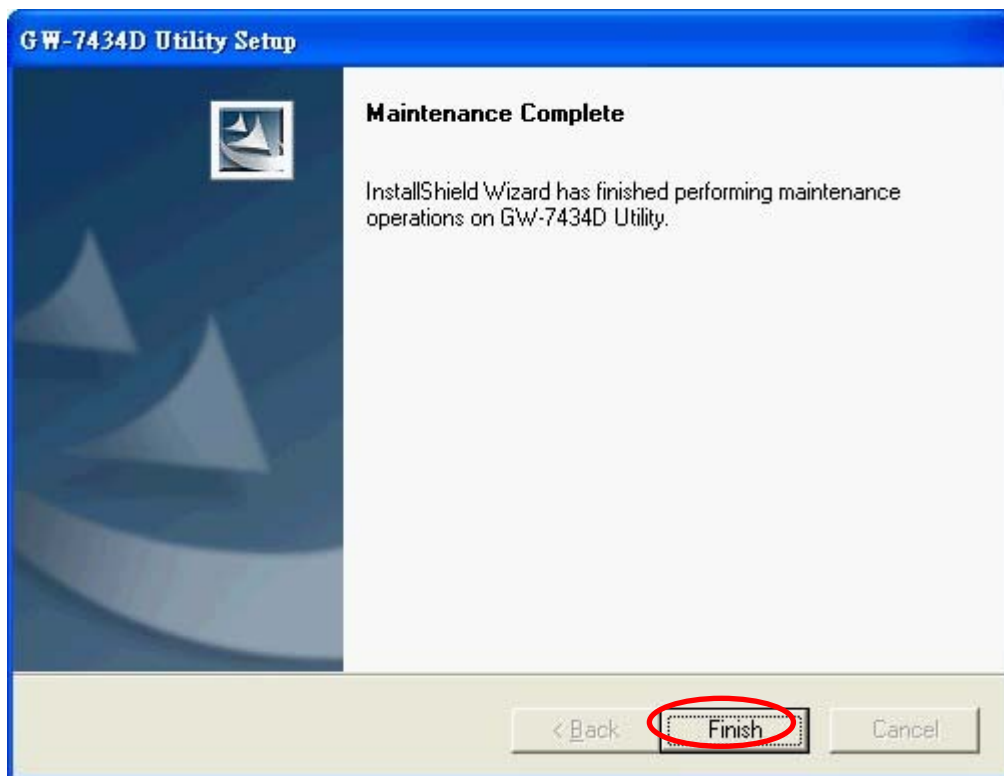 GW-7434D Utility Setup
Maintenance Complete
InstallShield Wizard has finished performing maintenance
operations on GW-7434D Utility.
< Back Finish Cancel